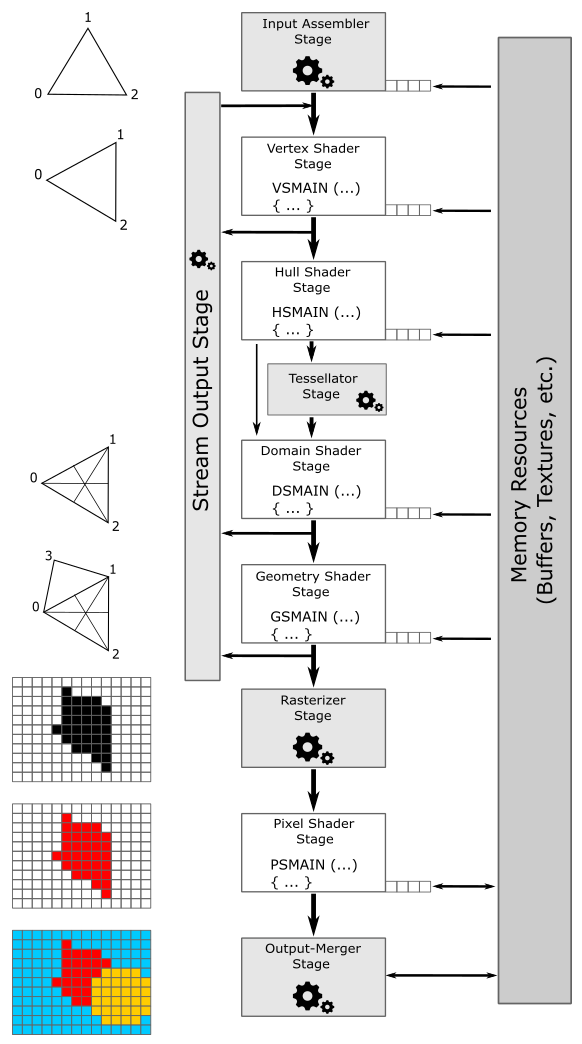 1
0
2
Input Assembler
Stage
1
0
2
Vertex Shader
Stage
VSMAIN (...)
{ ... }
Hull Shader
Stage
HSMAIN (...)
{ ... }
Tessellator
Stage
Stream Output Stage
Memory Resources
(Buffers, Textures, etc.)
1
0
2
Domain Shader
Stage
DSMAIN (...)
{ ... }
3
1
0
2
Geometry Shader
Stage
GSMAIN (...)
{ ... }
Rasterizer
Stage
Pixel Shader
Stage
PSMAIN (...)
{ ... }
Output-Merger
Stage